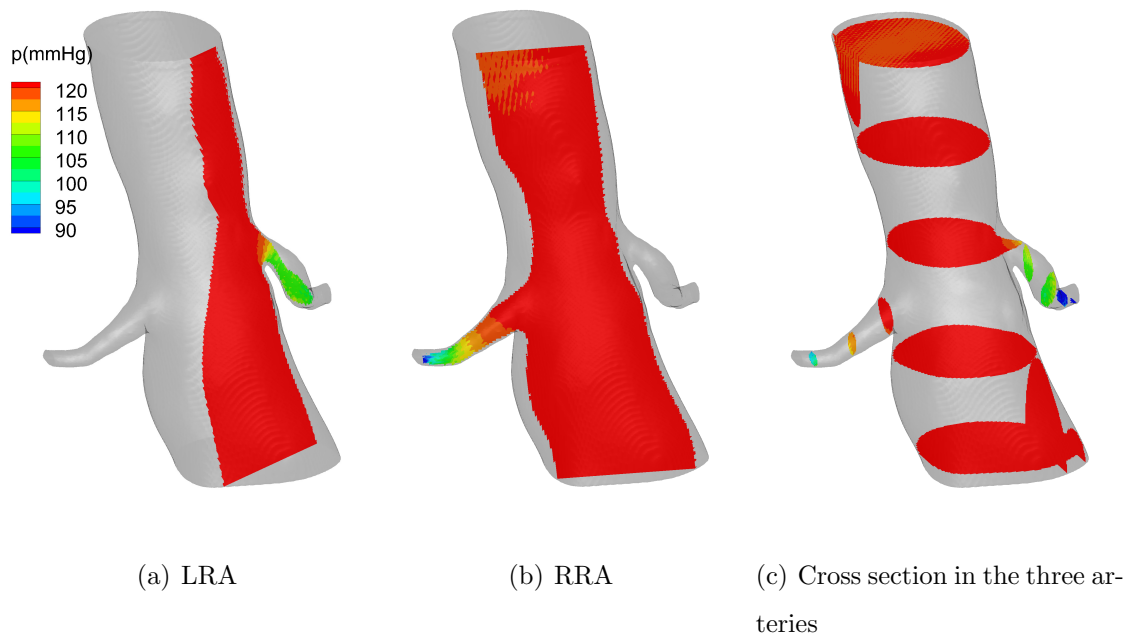 p(mmHg)
120
115
110
105
100
95
90
(a) LRA
(b) RRA
(c) Cross section in the three ar-
teries